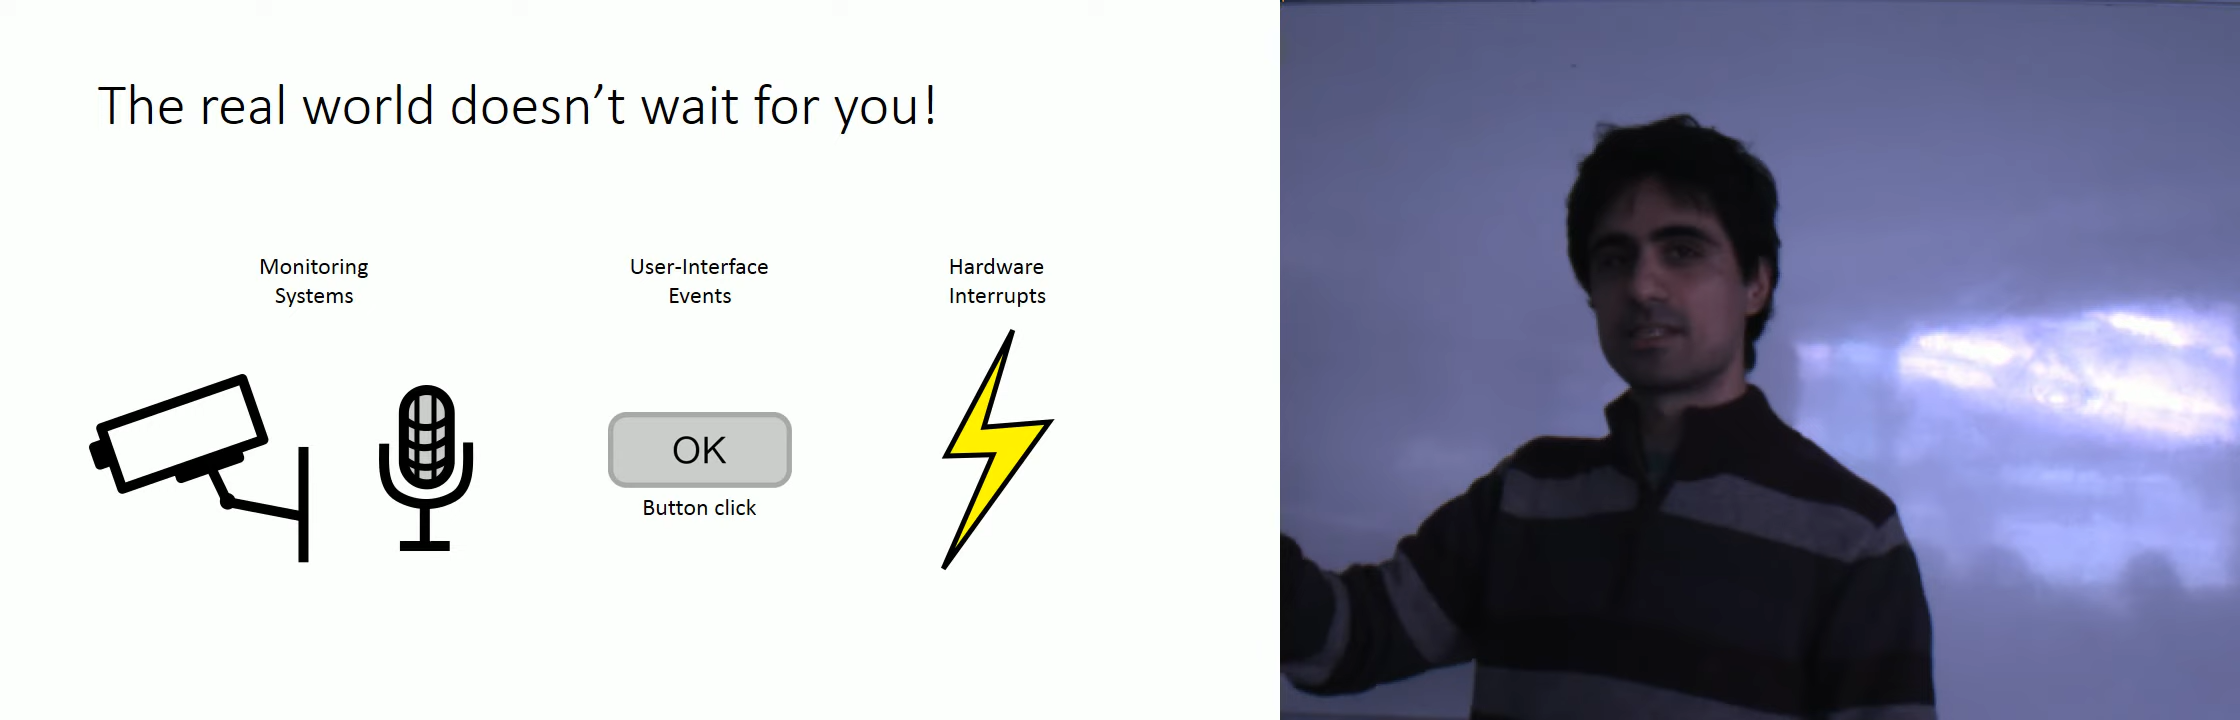 The real world doesn’t wait for you!
Monitoring
Systems
User-Interface
Events
Hardware
Interrupts
OK
Button click